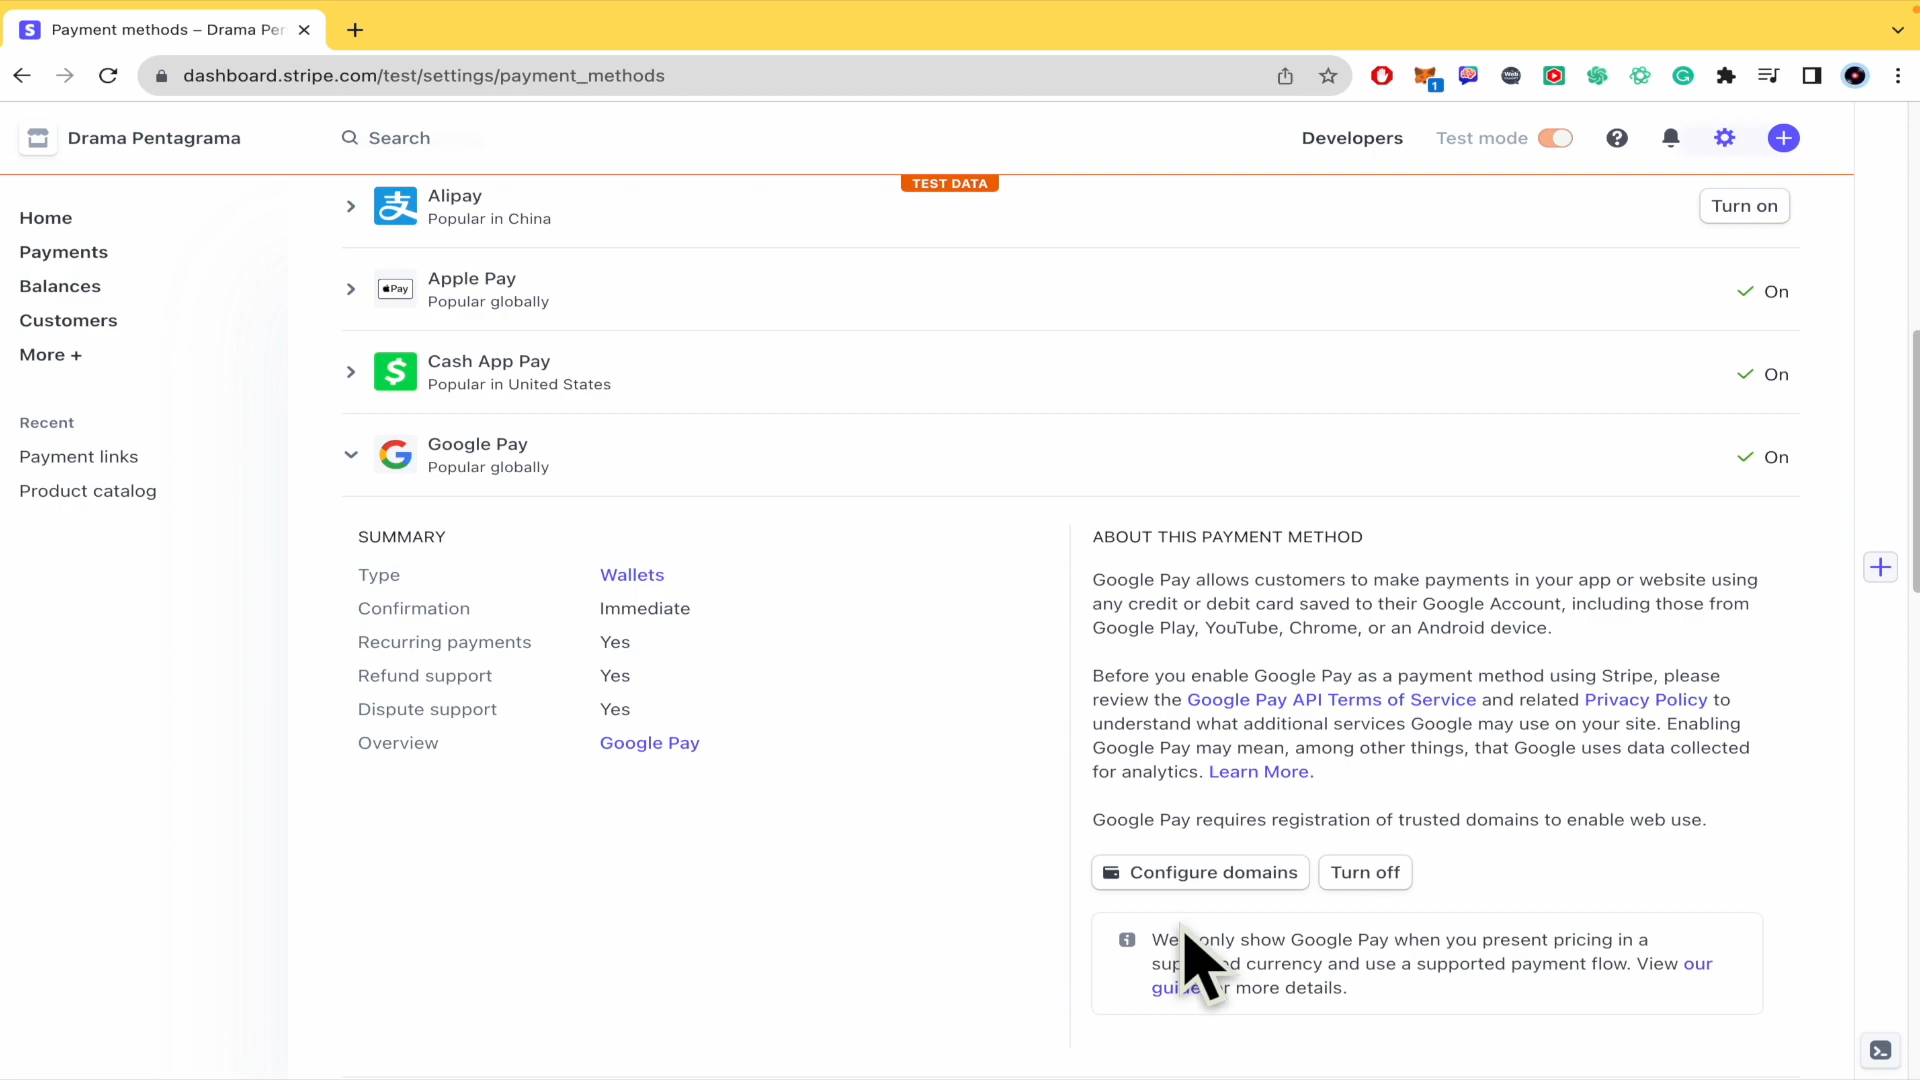 Payment methods – Drama Per
dashboard.stripe.com/test/settings/payment_methods
1
Drama Pentagrama
Search
Developers
Test mode
TEST DATA
Home
Payments
Balances
Customers
More +
Recent
Payment links
Product catalog
Alipay
Popular in China
Turn on
Pay
Apple Pay
Popular globally
On
Cash App Pay
Popular in United States
On
Google Pay
Popular globally
On
SUMMARY
Type Wallets
Confirmation Immediate
Recurring payments Yes
Refund support Yes
Dispute support Yes
Overview Google Pay
ABOUT THIS PAYMENT METHOD
Google Pay allows customers to make payments in your app or website using
any credit or debit card saved to their Google Account, including those from
Google Play, YouTube, Chrome, or an Android device.
Before you enable Google Pay as a payment method using Stripe, please
review the Google Pay API Terms of Service and related Privacy Policy to
understand what additional services Google may use on your site. Enabling
Google Pay may mean, among other things, that Google uses data collected
for analytics. Learn More.
Google Pay requires registration of trusted domains to enable web use.
Configure domains
Turn off
only show Google Pay when you present pricing in a
currency and use a supported payment flow. View our
more details.